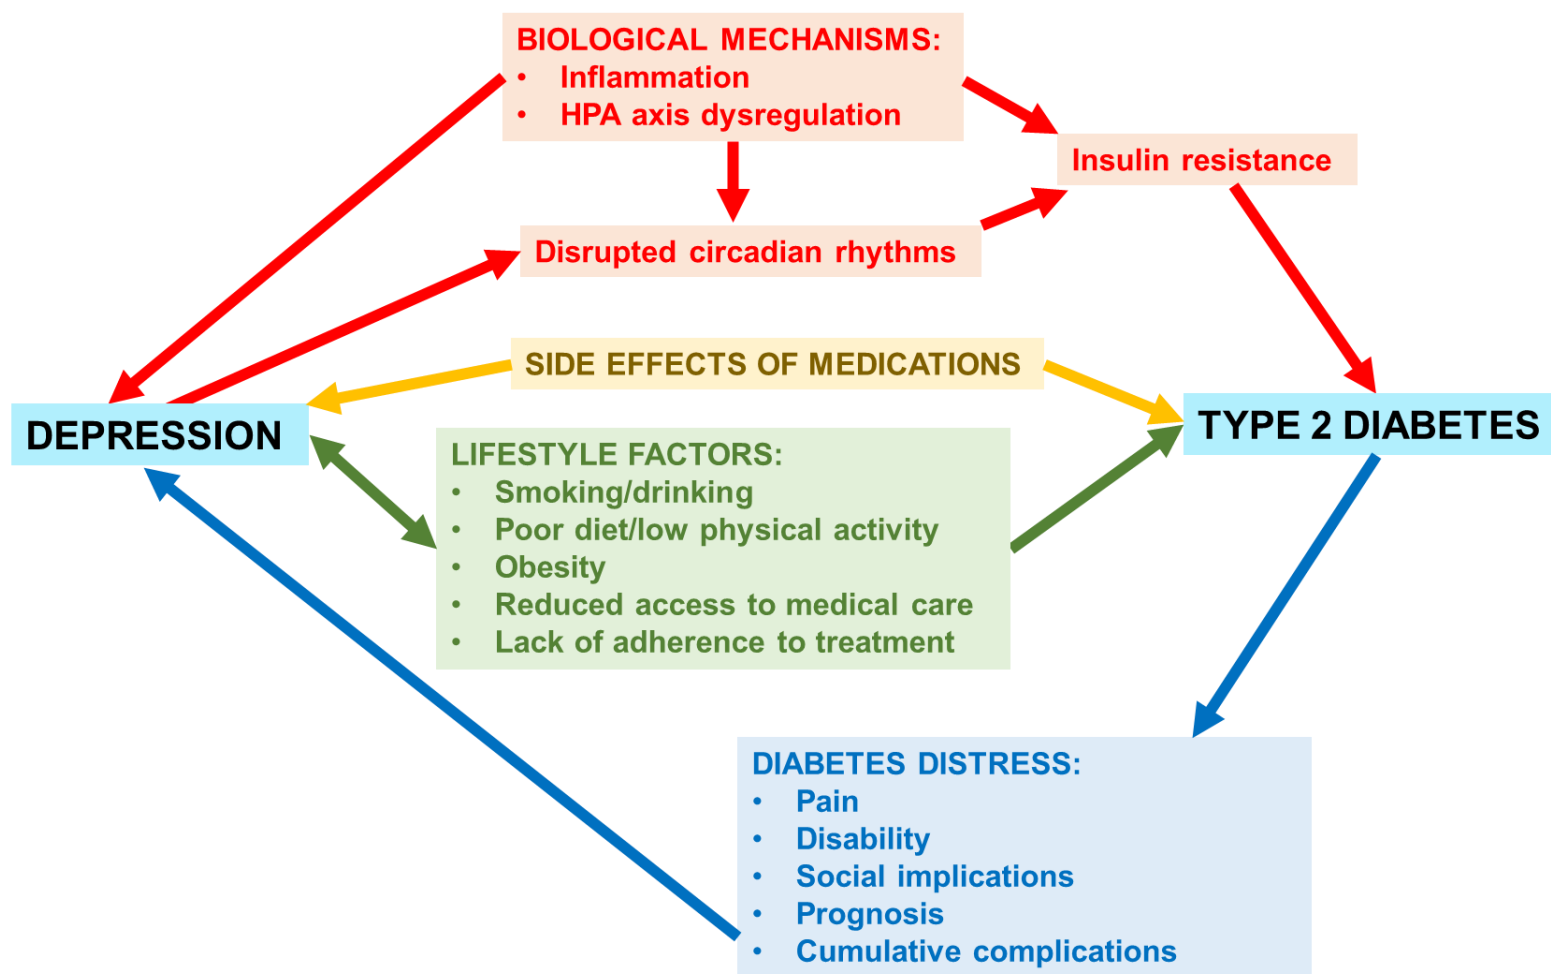 BIOLOGICAL MECHANISMS:
• Inflammation
• HPA axis dysregulation
Insulin resistance
Disrupted circadian rhythms
SIDE EFFECTS OF MEDICATIONS
DEPRESSION
TYPE 2 DIABETES
LIFESTYLE FACTORS:
• Smoking/drinking
• Poor diet/low physical activity
• Obesity
• Reduced access to medical care
• Lack of adherence to treatment
DIABETES DISTRESS:
• Pain
• Disability
• Social implications
• Prognosis
• Cumulative complications